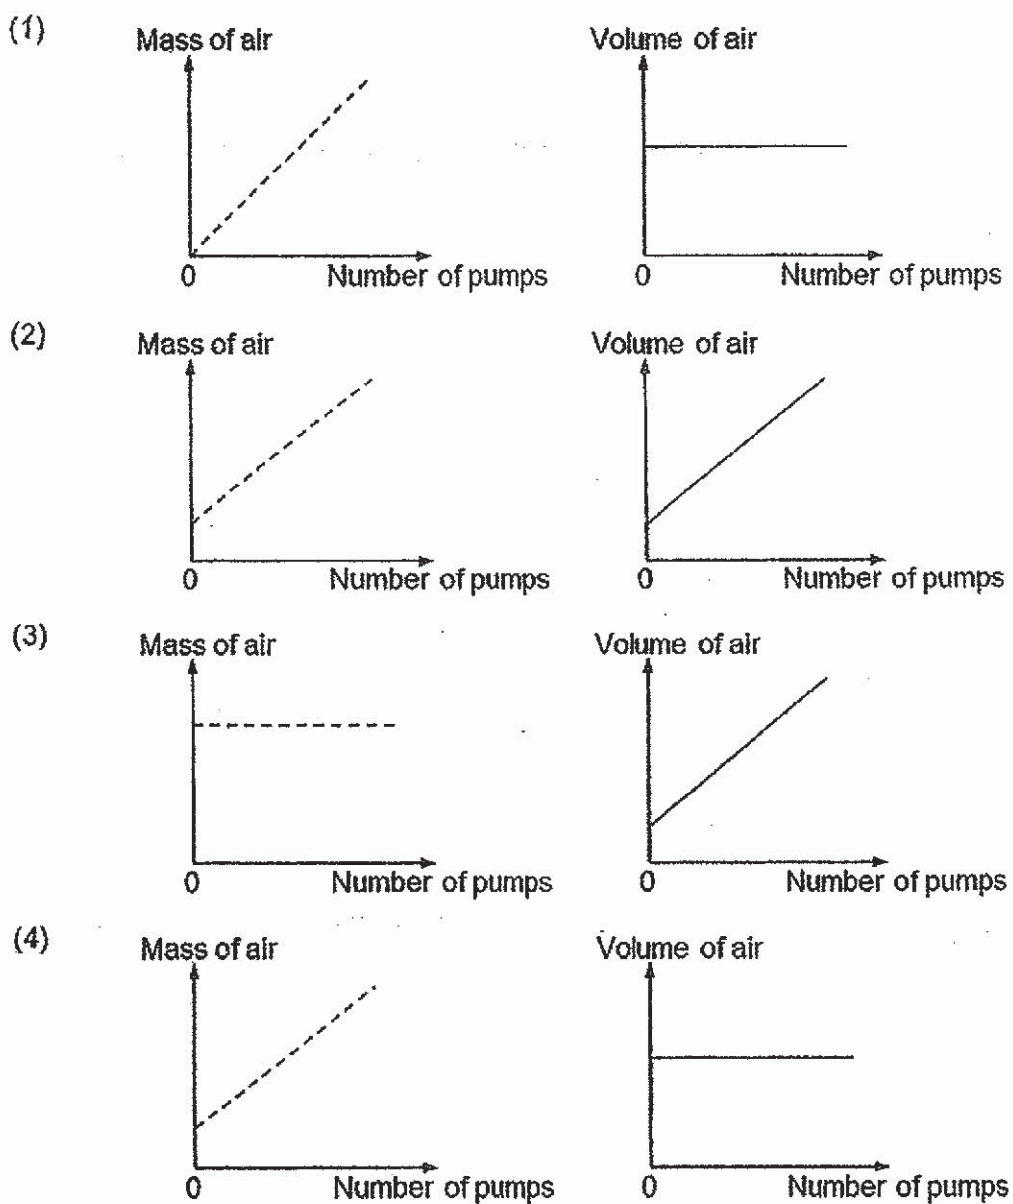 (1)
Mass of air
Volume of air
0
Number of pumps
0
Number of pumps
(2)
Mass of air
Volume of air
0
Number of pumps
0
Number of pumps
(3)
Mass of air
Volume of air
0
Number of pumps
0
Number of pumps
(4)
Mass of air
Volume of air
0
Number of pumps
0
Number of pumps